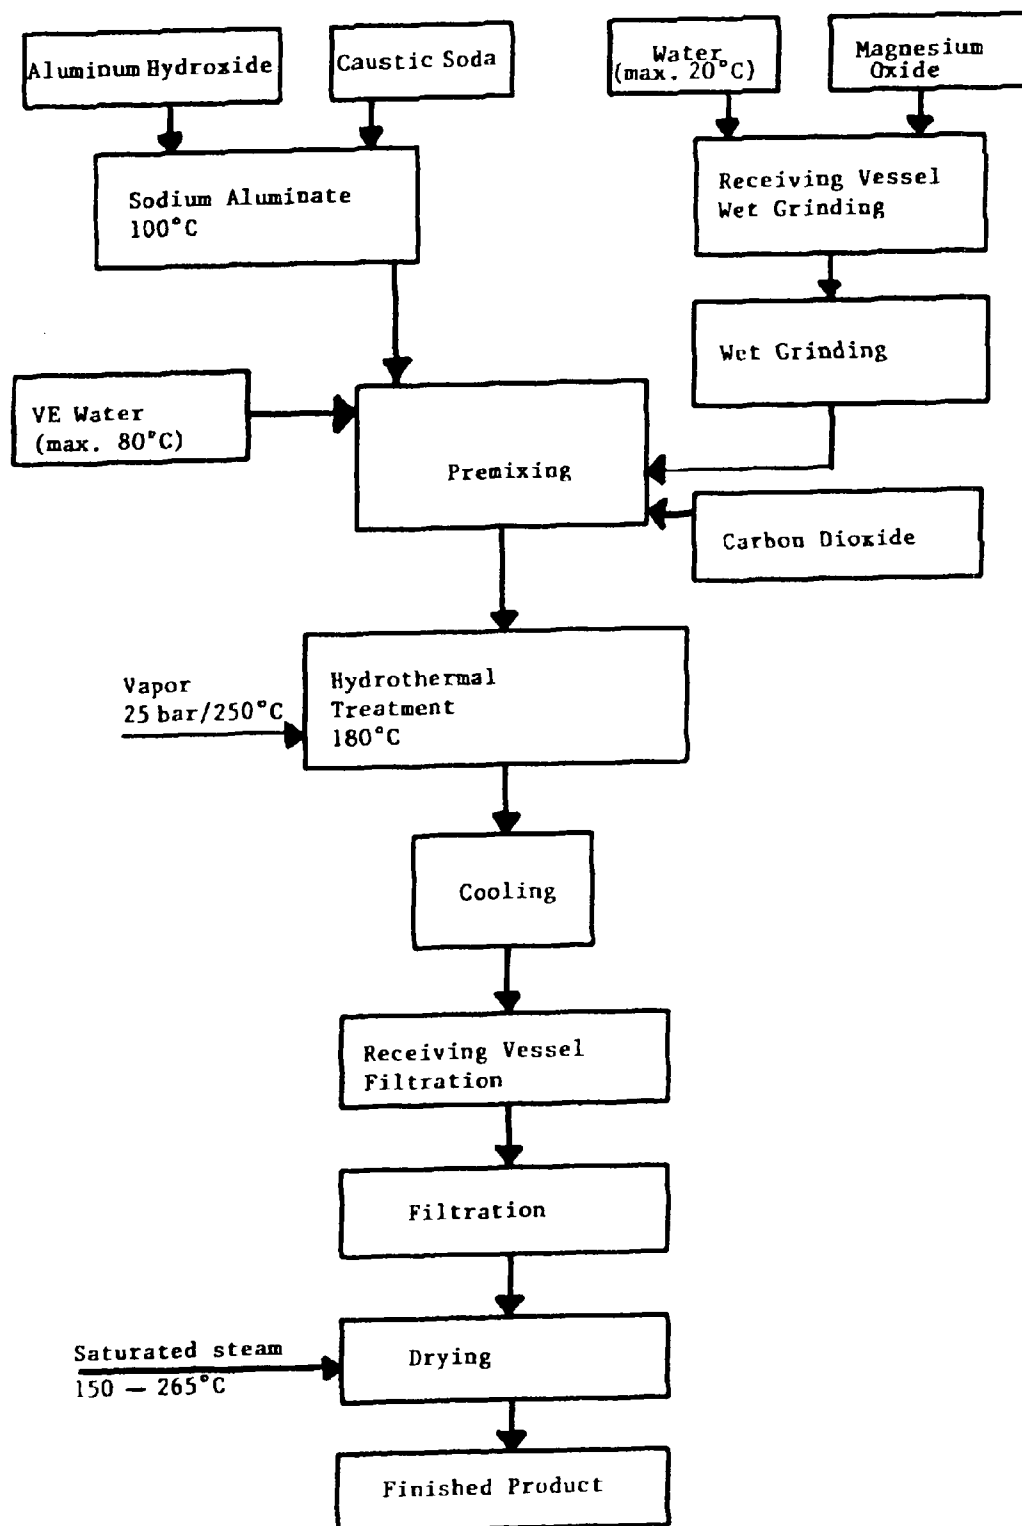 Aluminum Hydroxide
Caustic Soda
Water
(max. 20°C)
Magnesium
Oxide
Sodium Aluminate
100°C
Receiving Vessel
Wet Grinding
Wet Grinding
VE Water
(max. 80°C)
Premixing
Carbon Dioxide
Vapor
25 bar/250°C
Hydrothermal
Treatment
180°C
Cooling
Receiving Vessel
Filtration
Filtration
Saturated steam
150 — 265°C
Drying
Finished Product